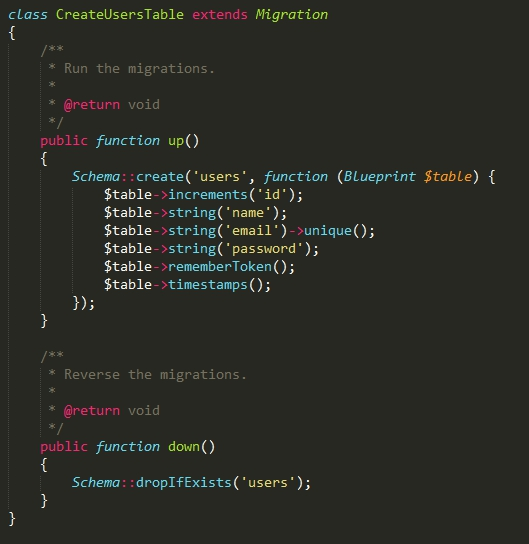 class CreateUsersTable extends Migration
{
    /**
     * Run the migrations.
     *
     * @return void
     */
    public function up()
    {
        Schema::create('users', function (Blueprint $table) {
            $table->increments('id');
            $table->string('name');
            $table->string('email')->unique();
            $table->string('password');
            $table->rememberToken();
            $table->timestamps();
        });
    }

    /**
     * Reverse the migrations.
     *
     * @return void
     */
    public function down()
    {
        Schema::dropIfExists('users');
    }
}